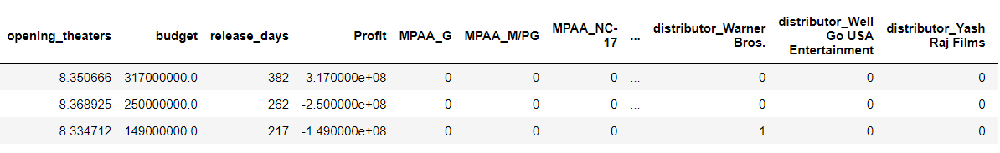 opening_theaters budget release_days Profit MPAA_G MPAA_M/PG MPAA_NC-17 ... distributor_Warner Bros. distributor_Well Go USA Entertainment distributor_Yash Raj Films
8.350666 317000000.0 382 -3.170000e+08 0 0 0 ... 0 0 0
8.368925 250000000.0 262 -2.500000e+08 0 0 0 ... 0 0 0
8.334712 149000000.0 217 -1.490000e+08 0 0 0 ... 1 0 0